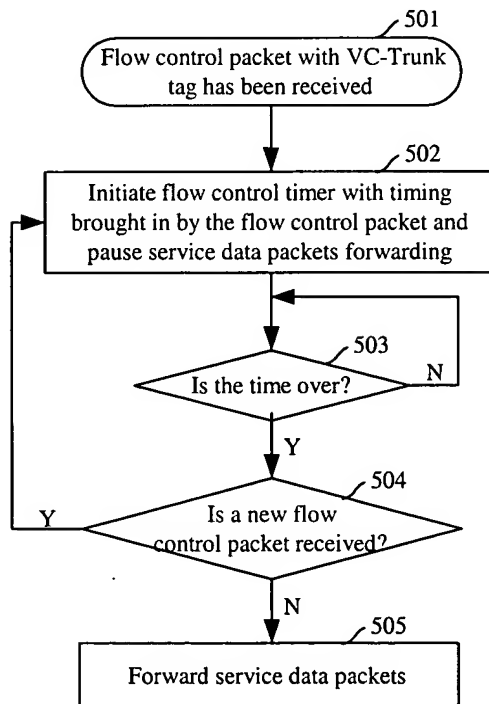 501
Flow control packet with VC-Trunk
tag has been received
502
Initiate flow control timer with timing
brought in by the flow control packet and
pause service data packets forwarding
503
Is the time over?
N
Y
504
Y
Is a new flow
control packet received?
N
505
Forward service data packets